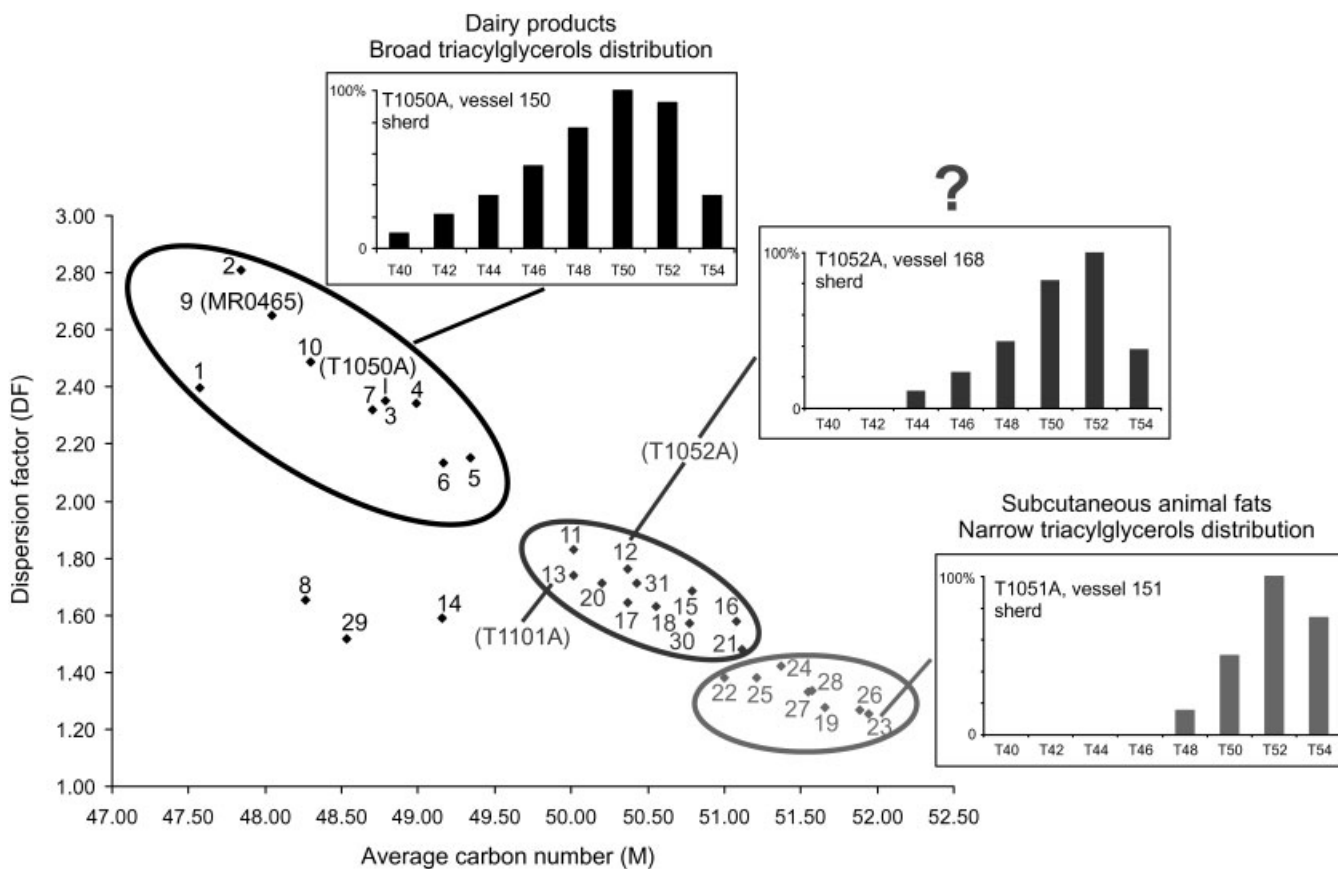 Dairy products
Broad triacylglycerols distribution
100%
T1050A, vessel 150
sherd
0
T40 T42 T44 T46 T48 T50 T52 T54
?
100%
T1052A, vessel 168
sherd
0
T40 T42 T44 T46 T48 T50 T52 T54
Subcutaneous animal fats
Narrow triacylglycerols distribution
100%
T1051A, vessel 151
sherd
0
T40 T42 T44 T46 T48 T50 T52 T54
Dispersion factor (DF)
3.00
2.80
2.60
2.40
2.20
2.00
1.80
1.60
1.40
1.20
1.00
2
9 (MR0465)
10
(T1050A)
1
7
3
4
6
5
(T1052A)
11
12
13
20
31
17
18
15
30
16
21
(T1101A)
8
29
14
22
25
24
27
28
19
26
23
47.00 47.50 48.00 48.50 49.00 49.50 50.00 50.50 51.00 51.50 52.00 52.50
Average carbon number (M)